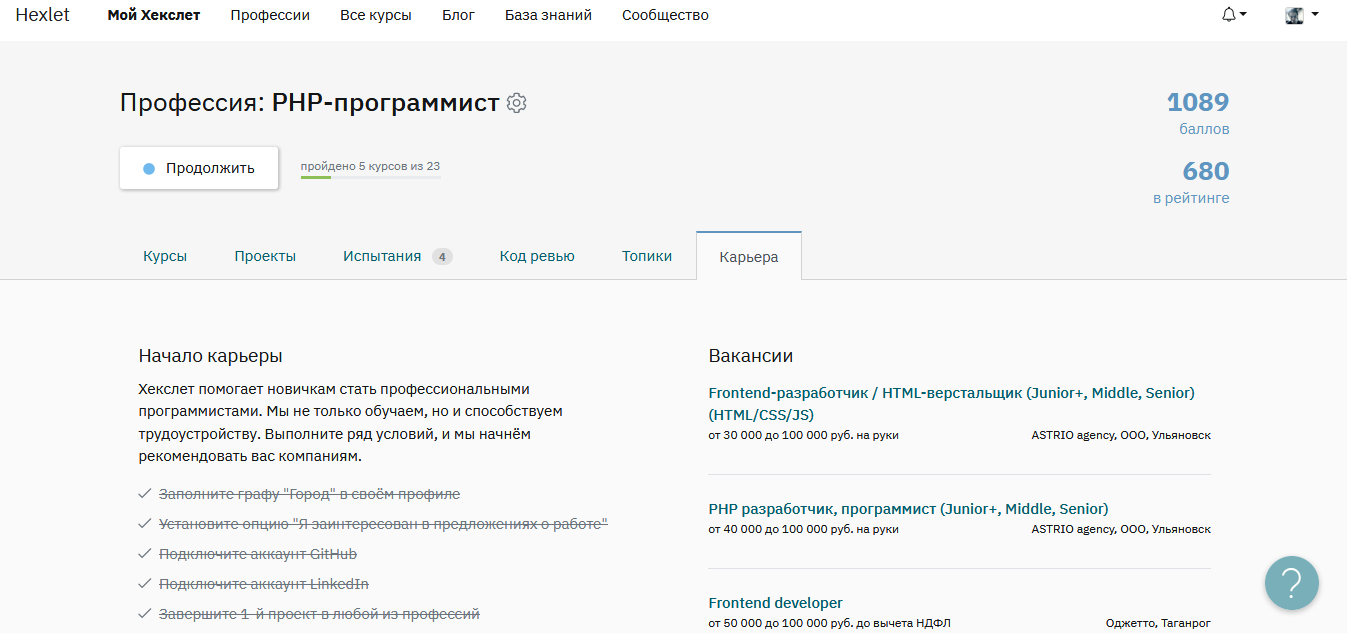 Hexlet
Мой Хекслет
Профессии
Все курсы
Блог
База знаний
Сообщество
Профессия: PHP-программист
1089
баллов
Продолжить
пройдено 5 курсов из 23
680
в рейтинге
Курсы
Проекты
Испытания 4
Код ревью
Топики
Карьера
Начало карьеры
Хекслет помогает новичкам стать профессиональными
программистами. Мы не только обучаем, но и способствуем
трудоустройству. Выполните ряд условий, и мы начнём
рекомендовать вас компаниям.
Заполните графу "Город" в своём профиле
Установите опцию "Я заинтересован в предложениях о работе"
Подключите аккаунт GitHub
Подключите аккаунт LinkedIn
Завершите 1-й проект в любой из профессий
Вакансии
Frontend-разработчик / HTML-верстальщик (Junior+, Middle, Senior)
(HTML/CSS/JS)
от 30 000 до 100 000 руб. на руки
ASTRIO agency, ООО, Ульяновск
PHP разработчик, программист (Junior+, Middle, Senior)
от 40 000 до 100 000 руб. на руки
ASTRIO agency, ООО, Ульяновск
Frontend developer
от 50 000 до 100 000 руб. до вычета НДФЛ
Оджетто, Таганрог
?